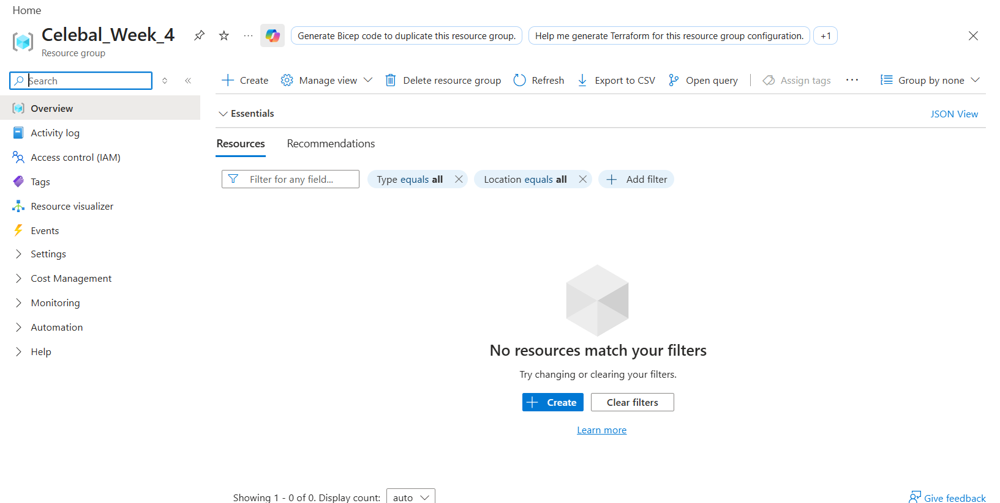 Home
Celebal_Week_4
Resource group
Generate Bicep code to duplicate this resource group.
Help me generate Terraform for this resource group configuration.
+1
Search
Create
Manage view
Delete resource group
Refresh
Export to CSV
Open query
Assign tags
Group by none
Overview
Activity log
Access control (IAM)
Tags
Resource visualizer
Events
Settings
Cost Management
Monitoring
Automation
Help
Essentials
JSON View
Resources
Recommendations
Filter for any field...
Type equals all
Location equals all
Add filter
No resources match your filters
Try changing or clearing your filters.
Create
Clear filters
Learn more
Showing 1 - 0 of 0. Display count:
auto
Give feedback